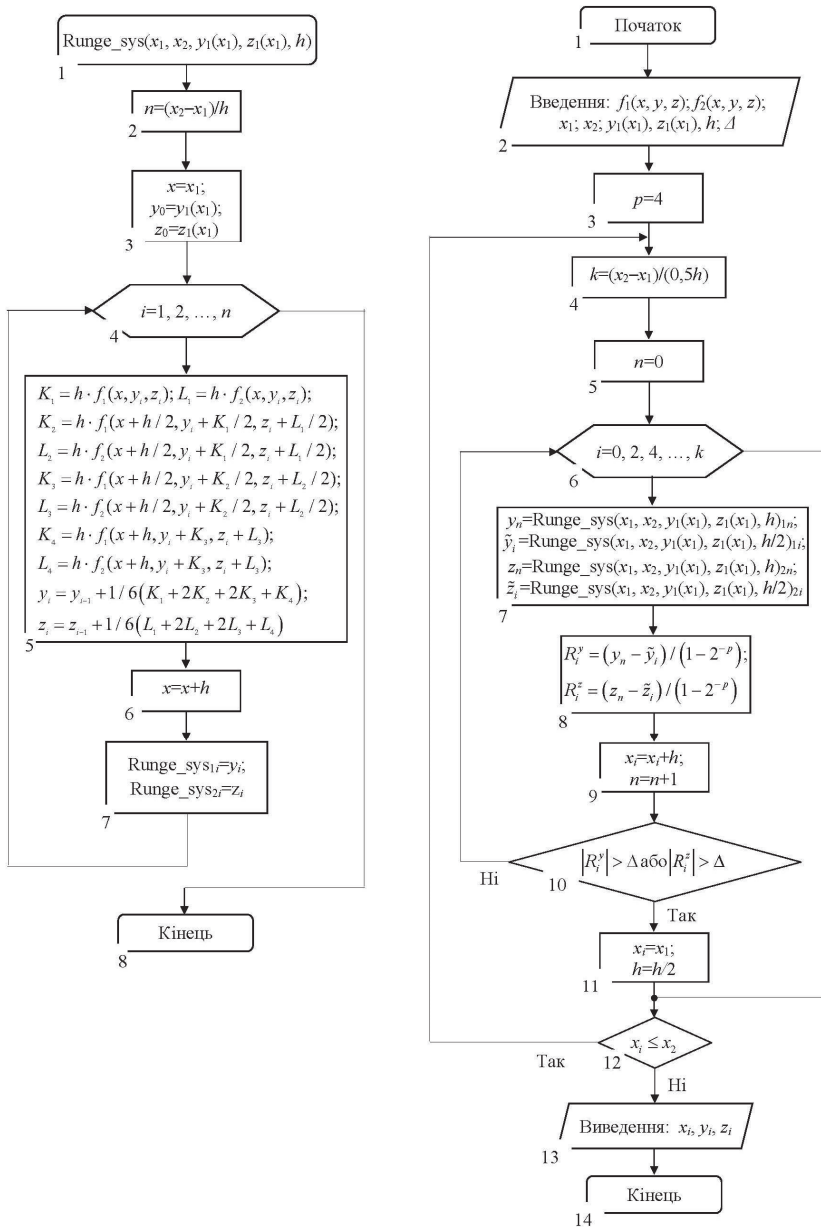 Runge_sys(x₁, x₂, y₁(x₁), z₁(x₁), h)
1
n=(x₂–x₁)/h
2
x=x₁;
y₀=y₁(x₁);
z₀=z₁(x₁)
3
i=1, 2, …, n
4
K₁ = h · f₁(x, yᵢ, zᵢ); L₁ = h · f₂(x, yᵢ, zᵢ);
K₂ = h · f₁(x + h / 2, yᵢ + K₁ / 2, zᵢ + L₁ / 2);
L₂ = h · f₂(x + h / 2, yᵢ + K₁ / 2, zᵢ + L₁ / 2);
K₃ = h · f₁(x + h / 2, yᵢ + K₂ / 2, zᵢ + L₂ / 2);
L₃ = h · f₂(x + h / 2, yᵢ + K₂ / 2, zᵢ + L₂ / 2);
K₄ = h · f₁(x + h, yᵢ + K₃, zᵢ + L₃);
L₄ = h · f₂(x + h, yᵢ + K₃, zᵢ + L₃);
yᵢ = yᵢ₋₁ + 1 / 6(K₁ + 2K₂ + 2K₃ + K₄);
zᵢ = zᵢ₋₁ + 1 / 6(L₁ + 2L₂ + 2L₃ + L₄)
5
x=x+h
6
Runge_sys₁ᵢ=yᵢ;
Runge_sys₂ᵢ=zᵢ
7
Кінець
8
Початок
1
Введення: f₁(x, y, z); f₂(x, y, z);
x₁; x₂; y₁(x₁), z₁(x₁), h; Δ
2
p=4
3
k=(x₂–x₁)/(0,5h)
4
n=0
5
i=0, 2, 4, …, k
6
yₙ=Runge_sys(x₁, x₂, y₁(x₁), z₁(x₁), h)₁ₙ;
ỹᵢ=Runge_sys(x₁, x₂, y₁(x₁), z₁(x₁), h/2)₁ᵢ;
zₙ=Runge_sys(x₁, x₂, y₁(x₁), z₁(x₁), h)₂ₙ;
z̃ᵢ=Runge_sys(x₁, x₂, y₁(x₁), z₁(x₁), h/2)₂ᵢ
7
Rᵢʸ = (yₙ − ỹᵢ) / (1 − 2⁻ᵖ);
Rᵢᶻ = (zₙ − z̃ᵢ) / (1 − 2⁻ᵖ)
8
xᵢ=xᵢ+h;
n=n+1
9
|Rᵢʸ| > Δ або |Rᵢᶻ| > Δ
Ні
10
Так
xᵢ=x₁;
h=h/2
11
xᵢ ≤ x₂
Так
12
Ні
Виведення: xᵢ, yᵢ, zᵢ
13
Кінець
14